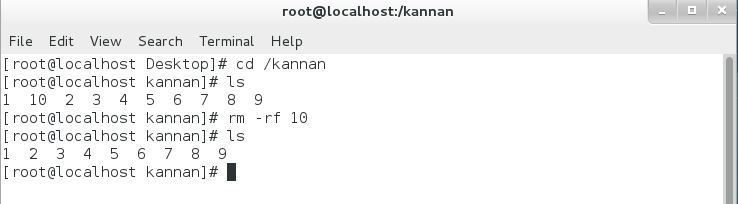 root@localhost:/kannan
File Edit View Search Terminal Help
[root@localhost Desktop]# cd /kannan
[root@localhost kannan]# ls
1  10  2  3  4  5  6  7  8  9
[root@localhost kannan]# rm -rf 10
[root@localhost kannan]# ls
1  2  3  4  5  6  7  8  9
[root@localhost kannan]#